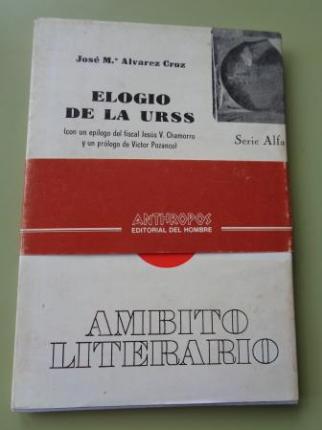 José M.ª Alvarez Cruz
ELOGIO
DE LA URSS
(con un epílogo del fiscal Jesús V. Chamorro
y un prólogo de Víctor Pozanco)
Serie Alfa
ANTHROPOS
EDITORIAL DEL HOMBRE
AMBITO
LITERARIO